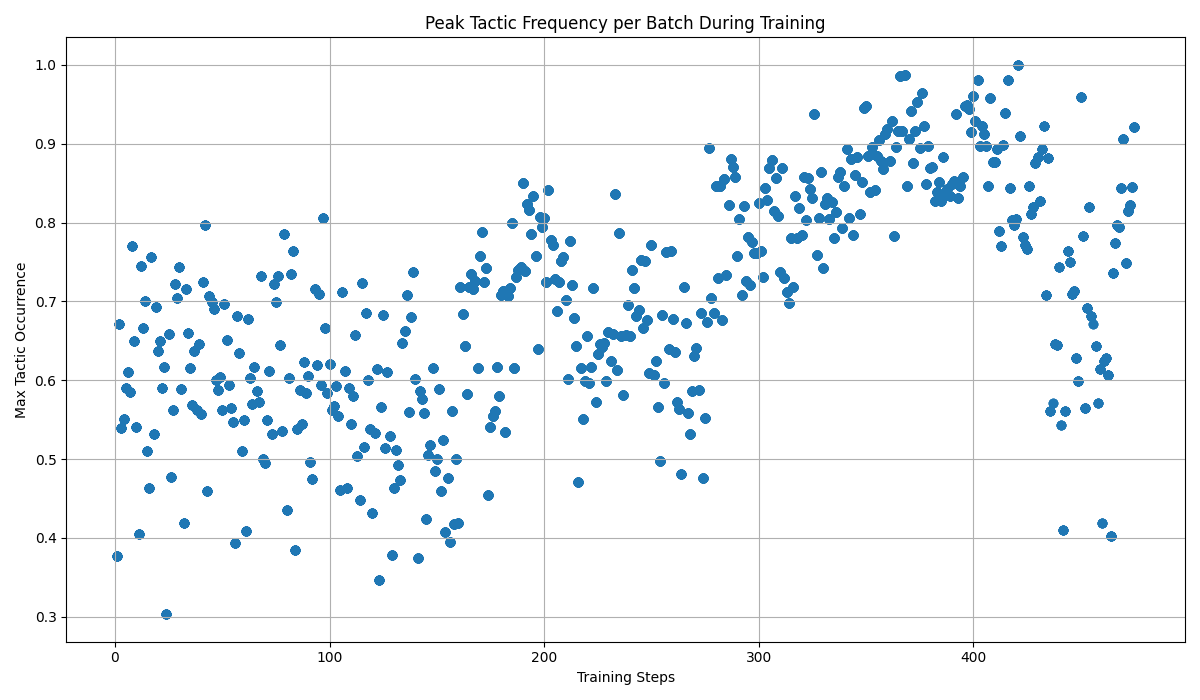 Peak Tactic Frequency per Batch During Training
Max Tactic Occurrence
1.0
0.9
0.8
0.7
0.6
0.5
0.4
0.3
0 100 200 300 400
Training Steps